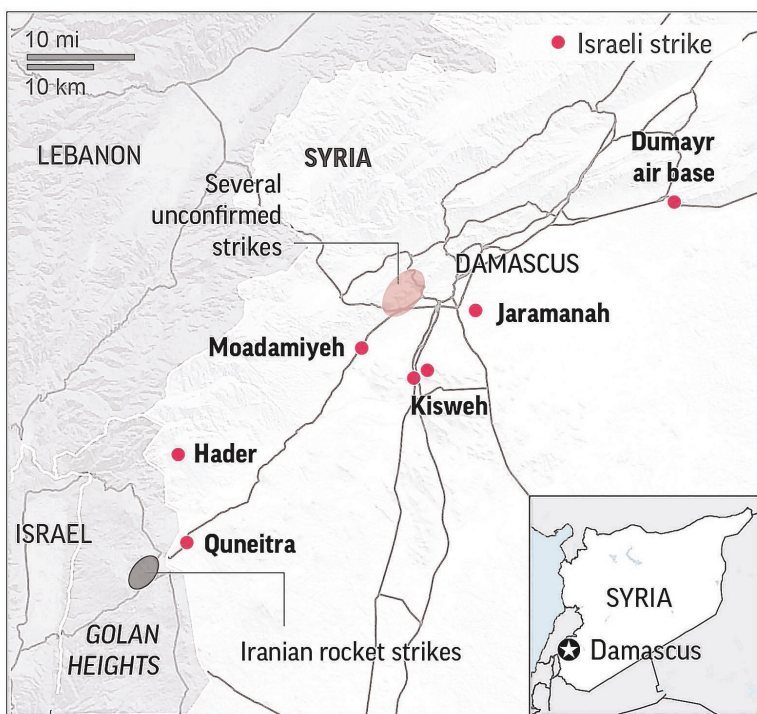 10 mi
10 km
Israeli strike
LEBANON
SYRIA
Dumayr
air base
Several
unconfirmed
strikes
DAMASCUS
Jaramanah
Moadamiyeh
Kisweh
Hader
ISRAEL
Quneitra
GOLAN
HEIGHTS
Iranian rocket strikes
SYRIA
Damascus